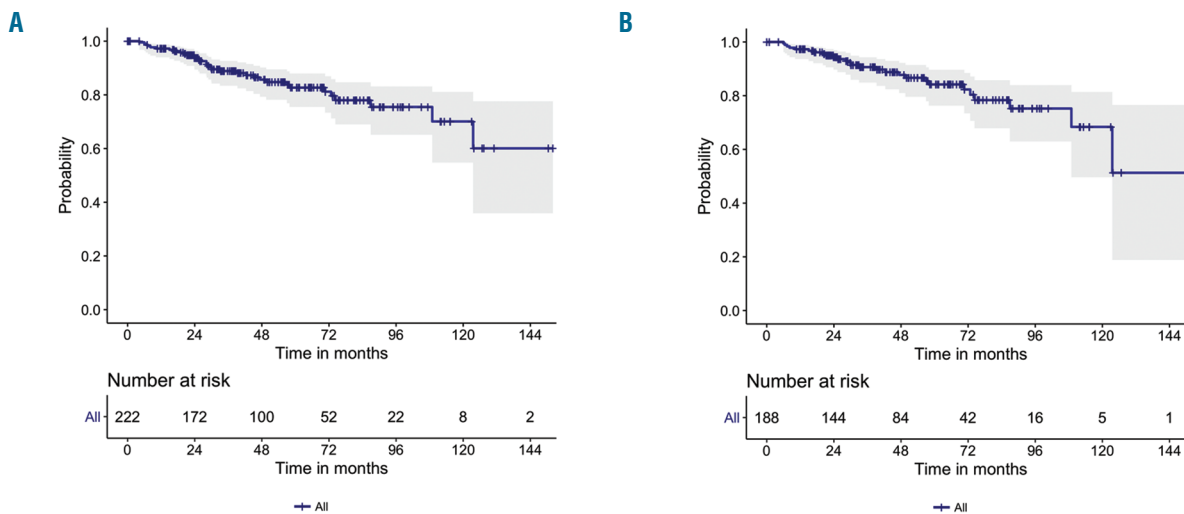 A
1.0
0.8
0.6
0.4
0.2
0.0
Probability
0 24 48 72 96 120 144
Time in months
Number at risk
All 222 172 100 52 22 8 2
0 24 48 72 96 120 144
Time in months
All
B
1.0
0.8
0.6
0.4
0.2
0.0
Probability
0 24 48 72 96 120 144
Time in months
Number at risk
All 188 144 84 42 16 5 1
0 24 48 72 96 120 144
Time in months
All